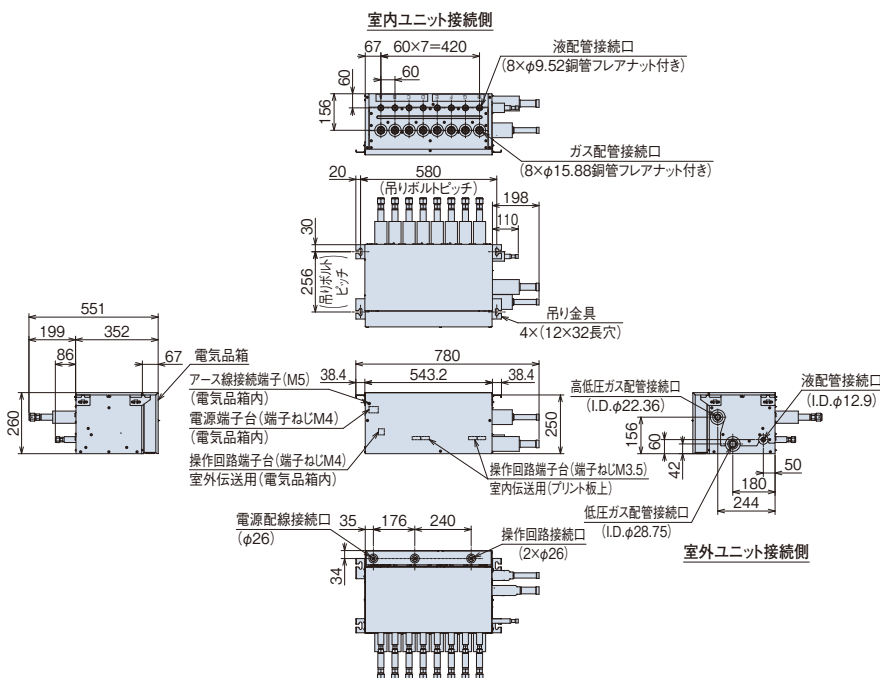 室内ユニット接続側
67
60×7=420
60
60
156
液配管接続口
(8×φ9.52銅管フレアナット付き)
ガス配管接続口
(8×φ15.88銅管フレアナット付き)
20
580
(吊りボルトピッチ)
198
110
30
256
(吊りボルト
ピッチ)
吊り金具
4×(12×32長穴)
551
199
352
86
67
260
電気品箱
アース線接続端子(M5)
(電気品箱内)
電源端子台(端子ねじM4)
(電気品箱内)
操作回路端子台(端子ねじM4)
室外伝送用(電気品箱内)
780
38.4
543.2
38.4
250
操作回路端子台(端子ねじM3.5)
室内伝送用(プリント板上)
高低圧ガス配管接続口
(I.D.φ22.36)
液配管接続口
(I.D.φ12.9)
156
60
42
50
180
244
低圧ガス配管接続口
(I.D.φ28.75)
室外ユニット接続側
電源配線接続口
(φ26)
35
176
240
34
操作回路接続口
(2×φ26)